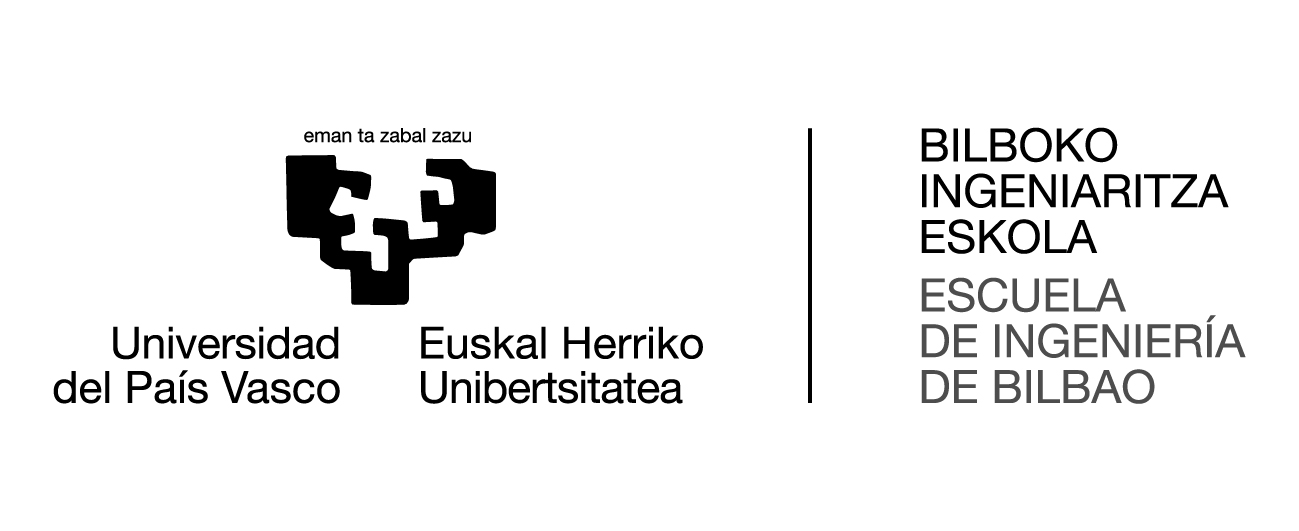 eman ta zabal zazu
Universidad
del País Vasco
Euskal Herriko
Unibertsitatea
BILBOKO
INGENIARITZA
ESKOLA
ESCUELA
DE INGENIERÍA
DE BILBAO